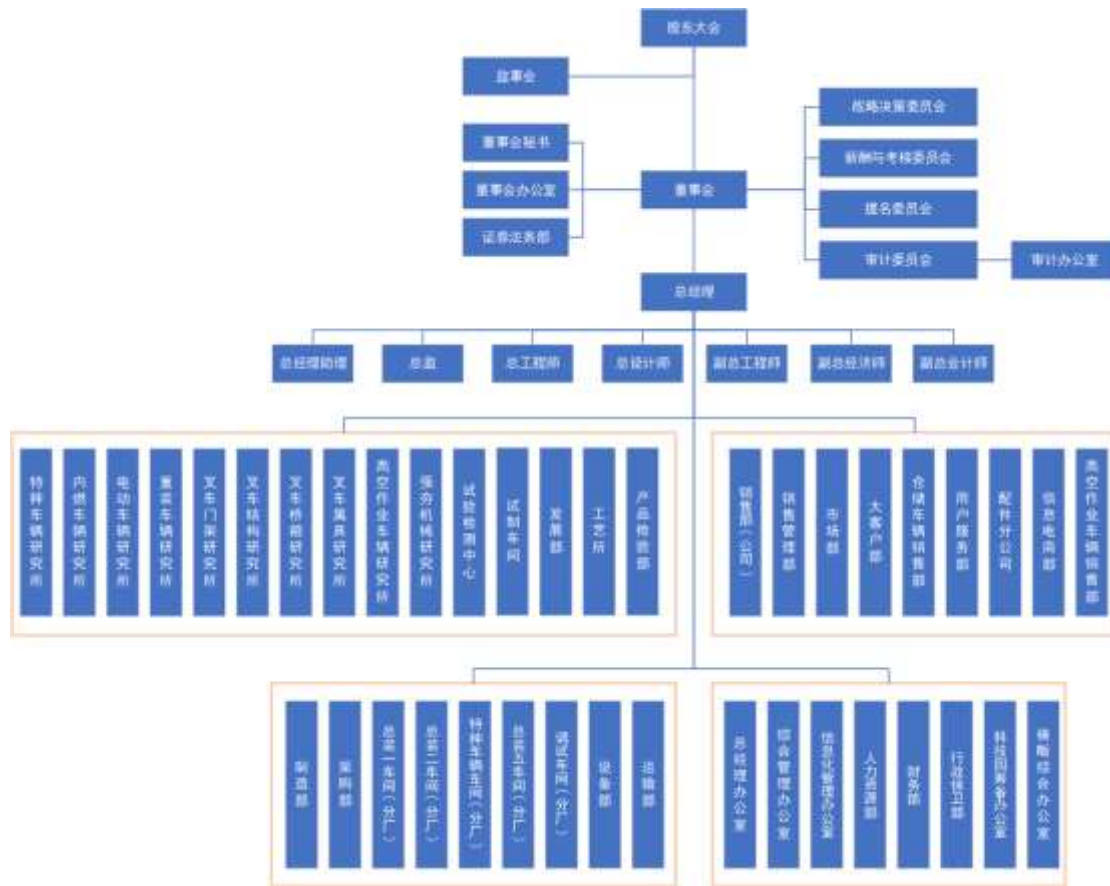 股东大会
监事会
战略决策委员会
董事会秘书
薪酬与考核委员会
董事会办公室
董事会
提名委员会
证券法务部
审计委员会
审计办公室
总经理
总经理助理
总监
总工程师
总设计师
副总工程师
副总经济师
副总会计师
特种车辆研究所
内燃车辆研究所
电动车辆研究所
重装车辆研究所
叉车门架研究所
叉车结构研究所
叉车桥箱研究所
叉车属具研究所
高空作业车辆研究所
强夯机械研究所
试验检测中心
试制车间
发展部
工艺所
产品检验部
销售部（公司）
销售管理部
市场部
大客户部
仓储车辆销售部
用户服务部
配件分公司
信息电商部
高空作业车辆销售部
制造部
采购部
总装一车间（分厂）
总装二车间（分厂）
特种车辆车间（分厂）
总装五车间（分厂）
调试车间（分厂）
设备部
运输部
总经理办公室
综合管理办公室
信息化管理办公室
人力资源部
财务部
行政保卫部
科技园筹备办公室
横畈综合办公室